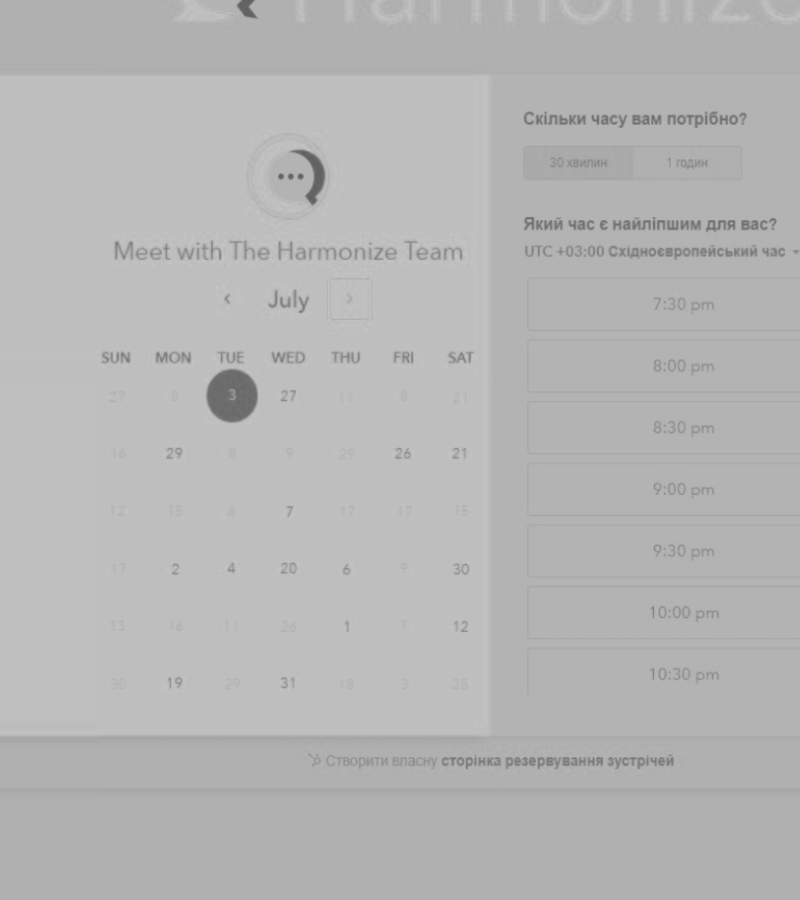 Harmonize
Meet with The Harmonize Team
July
SUN MON TUE WED THU FRI SAT
27 8 3 27 11 8 21
16 29 8 9 29 26 21
12 15 4 7 17 17 15
17 2 4 20 6 9 30
13 16 11 26 1 7 12
30 19 29 31 18 3 28
Скільки часу вам потрібно?
30 хвилин 1 годин
Який час є найліпшим для вас?
UTC +03:00 Східноєвропейський час
7:30 pm
8:00 pm
8:30 pm
9:00 pm
9:30 pm
10:00 pm
10:30 pm
Створити власну сторінка резервування зустрічей